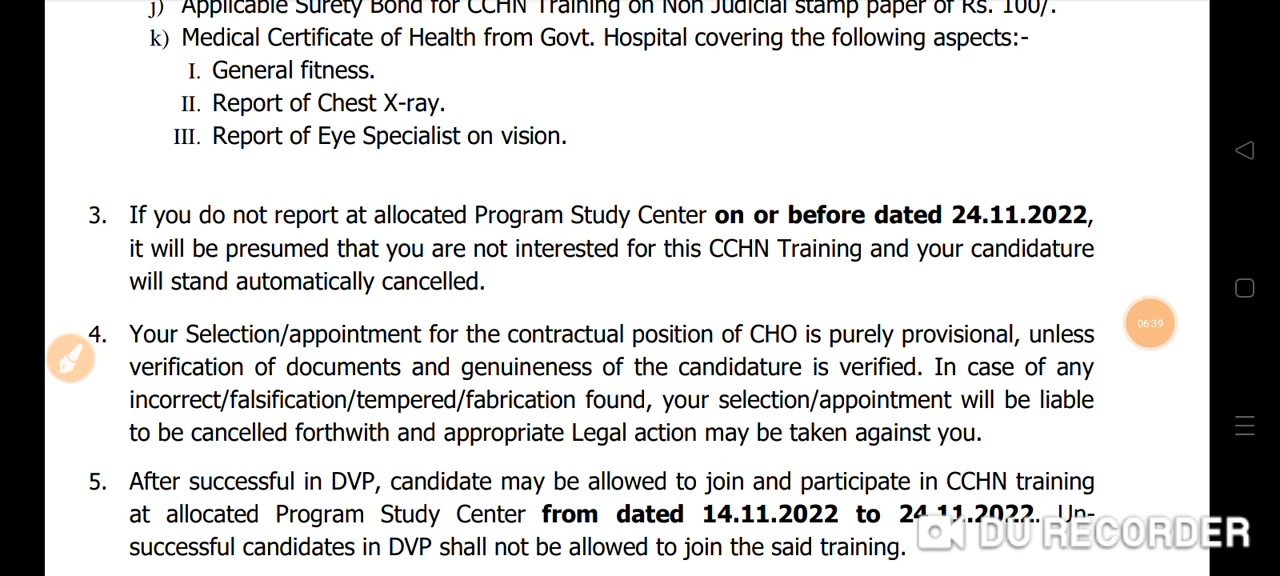 j) Applicable Surety Bond for CCHN Training on Non Judicial stamp paper of Rs. 100/.
k) Medical Certificate of Health from Govt. Hospital covering the following aspects:-
I. General fitness.
II. Report of Chest X-ray.
III. Report of Eye Specialist on vision.
3. If you do not report at allocated Program Study Center on or before dated 24.11.2022,
it will be presumed that you are not interested for this CCHN Training and your candidature
will stand automatically cancelled.
4. Your Selection/appointment for the contractual position of CHO is purely provisional, unless
verification of documents and genuineness of the candidature is verified. In case of any
incorrect/falsification/tempered/fabrication found, your selection/appointment will be liable
to be cancelled forthwith and appropriate Legal action may be taken against you.
06:39
5. After successful in DVP, candidate may be allowed to join and participate in CCHN training
at allocated Program Study Center from dated 14.11.2022 to 24.11.2022. Un-
successful candidates in DVP shall not be allowed to join the said training.
DU RECORDER